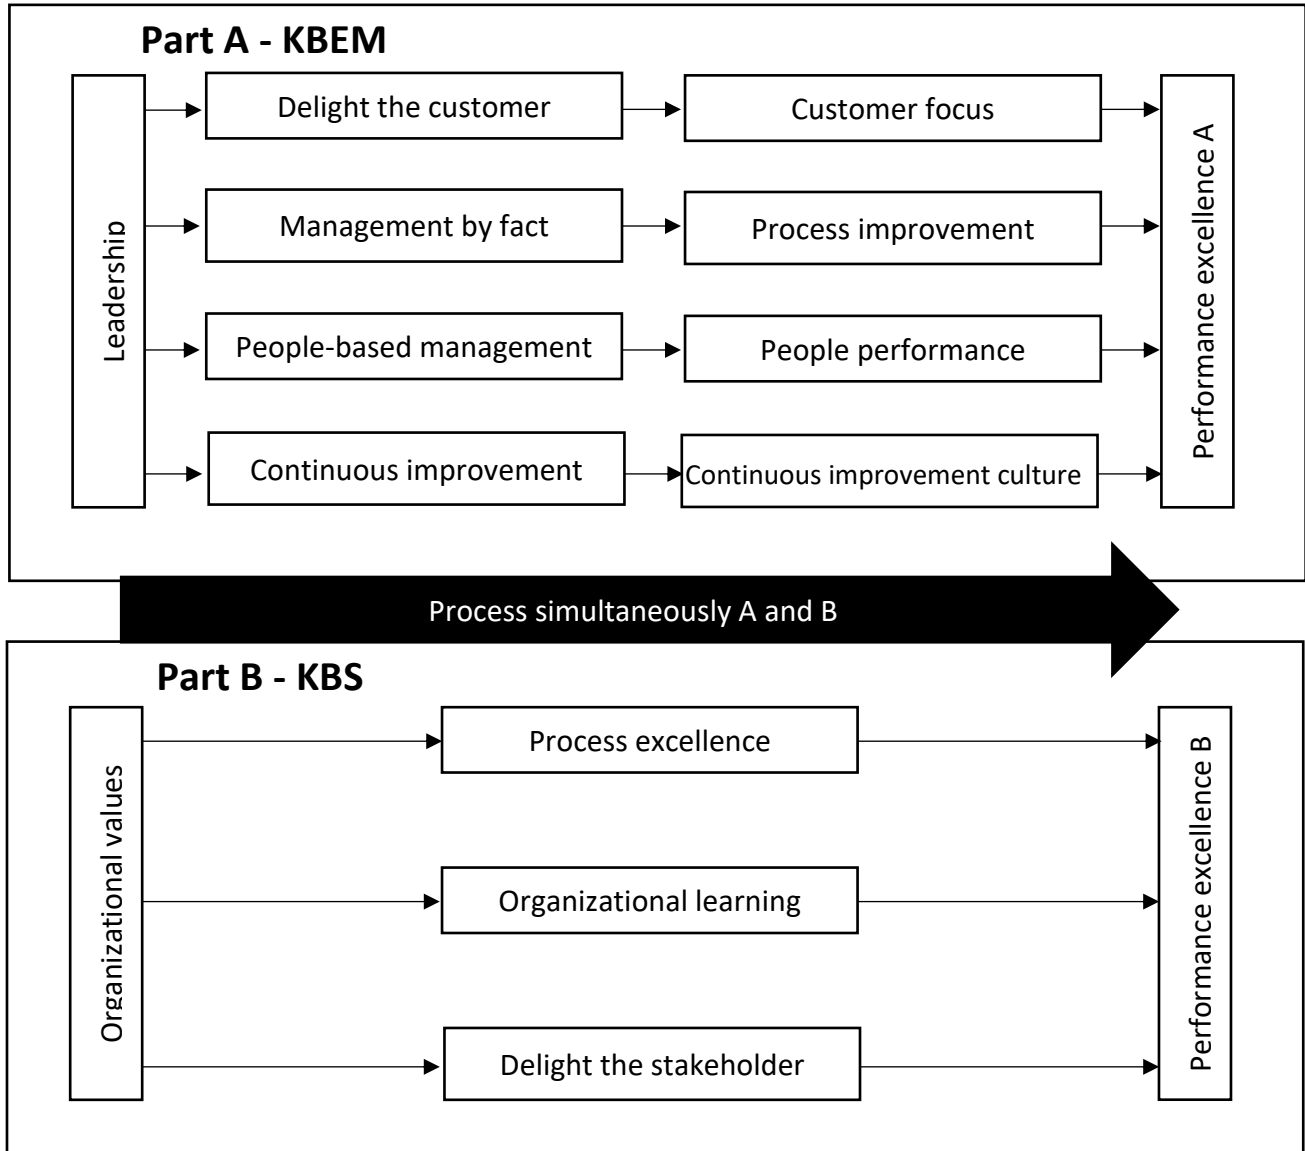 Part A - KBEM
Leadership
Delight the customer
Customer focus
Management by fact
Process improvement
People-based management
People performance
Continuous improvement
Continuous improvement culture
Performance excellence A
Process simultaneously A and B
Part B - KBS
Organizational values
Process excellence
Organizational learning
Delight the stakeholder
Performance excellence B